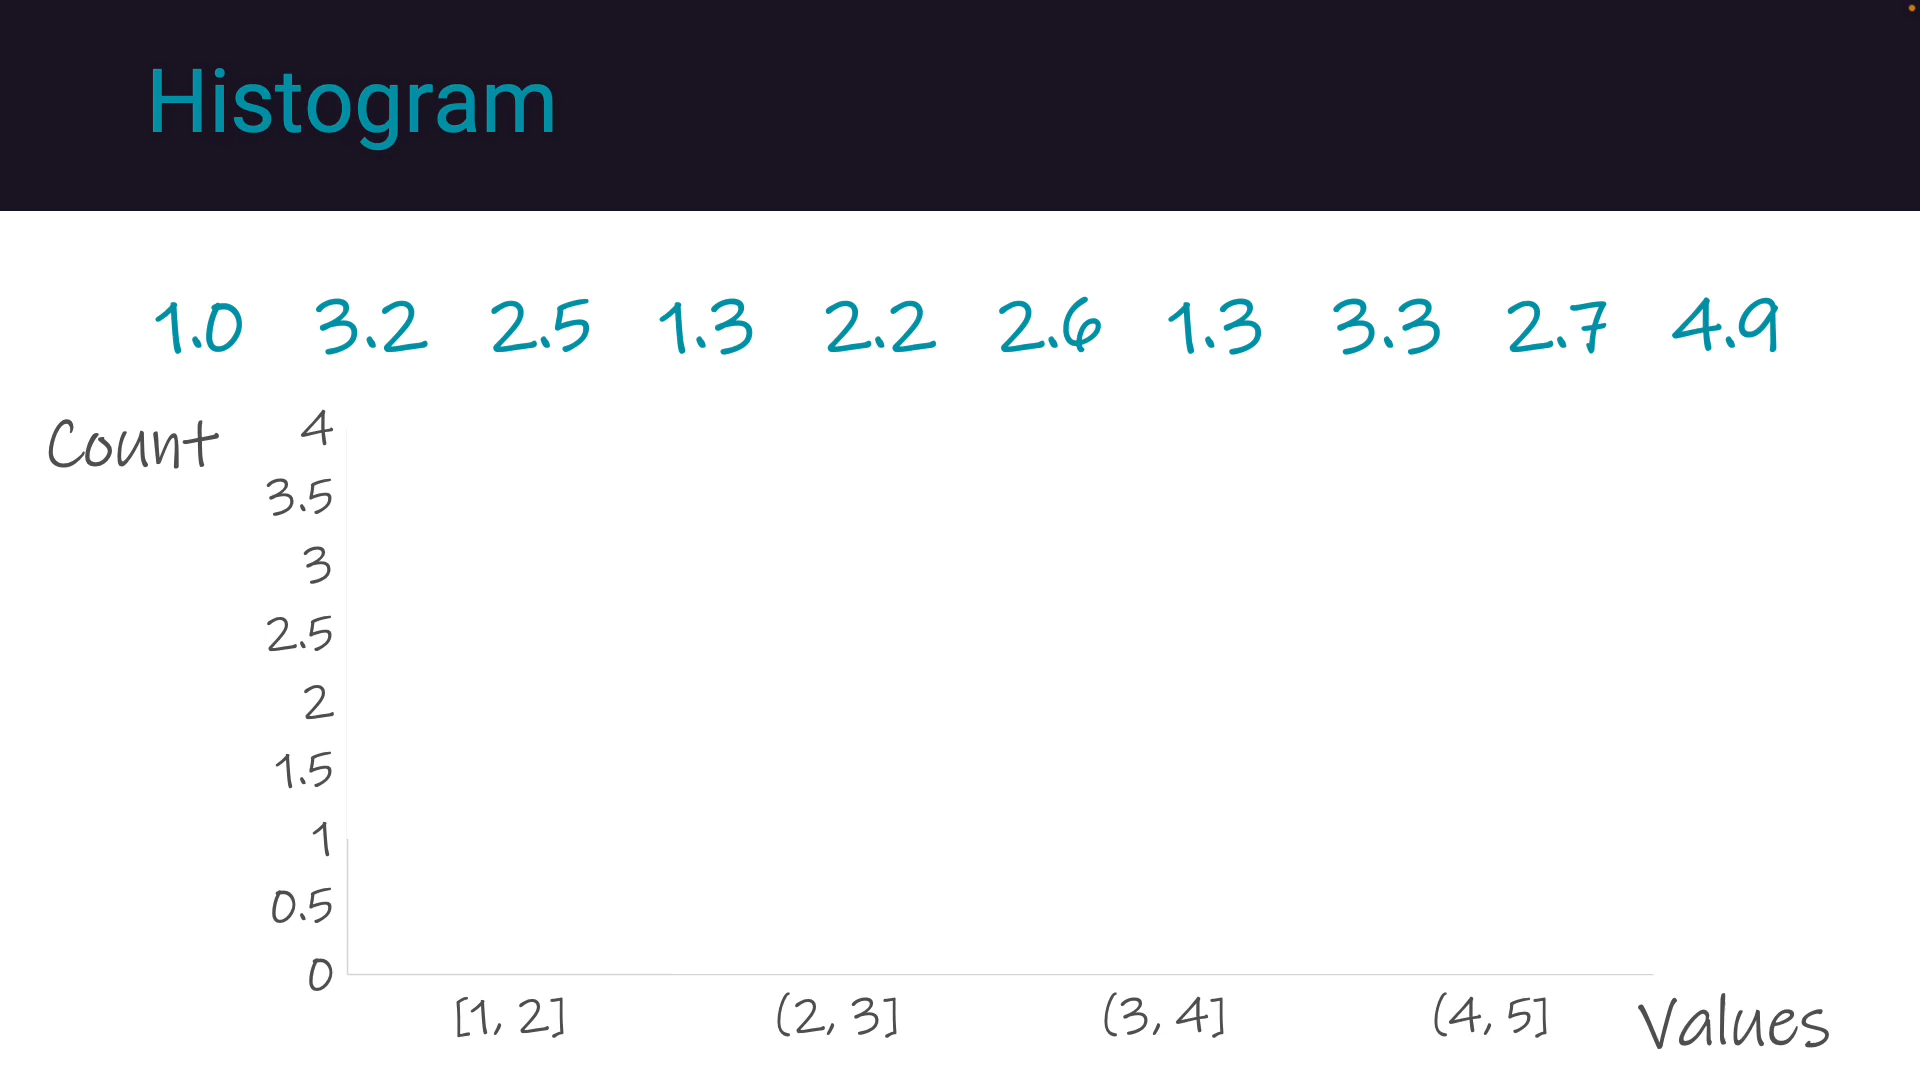 Histogram
1.0 3.2 2.5 1.3 2.2 2.6 1.3 3.3 2.7 4.9
Count
4
3.5
3
2.5
2
1.5
1
0.5
0
[1, 2] (2, 3] (3, 4] (4, 5]
Values